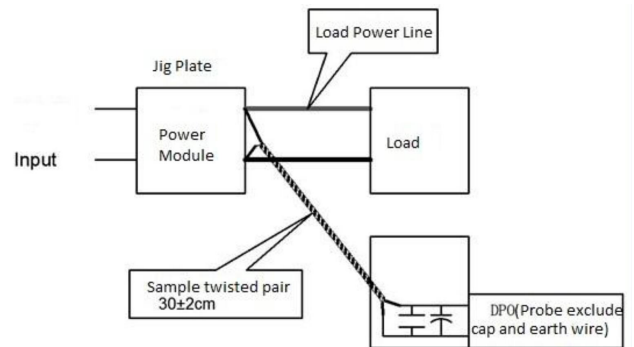 Load Power Line
Jig Plate
Power
Module
Load
Input
Sample twisted pair
30±2cm
DPO(Probe exclude
cap and earth wire)